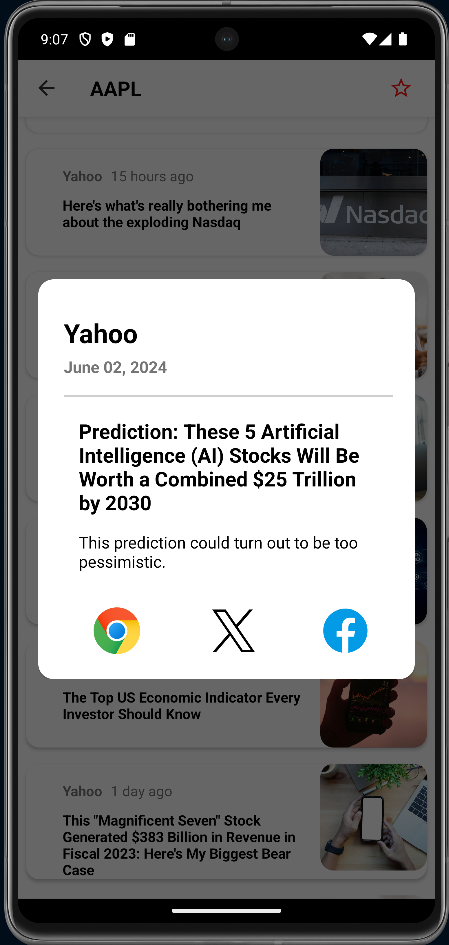 9:07
AAPL
Yahoo 15 hours ago
Here's what's really bothering me
about the exploding Nasdaq
Nasdaq
Yahoo
June 02, 2024
Prediction: These 5 Artificial
Intelligence (AI) Stocks Will Be
Worth a Combined $25 Trillion
by 2030
This prediction could turn out to be too
pessimistic.
The Top US Economic Indicator Every
Investor Should Know
Yahoo 1 day ago
This "Magnificent Seven" Stock
Generated $383 Billion in Revenue in
Fiscal 2023: Here's My Biggest Bear
Case